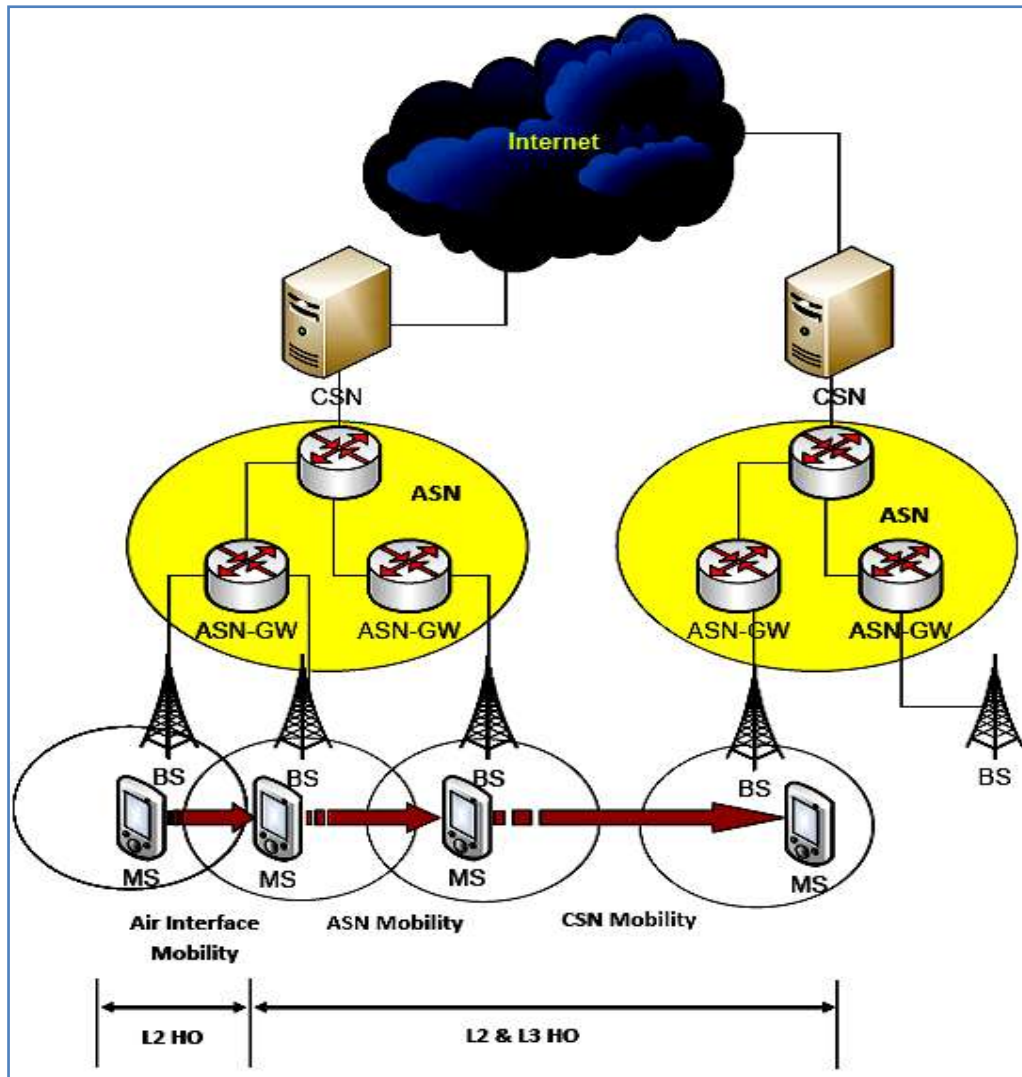 Internet
CSN
CSN
ASN
ASN
ASN-GW
ASN-GW
ASN-GW
ASN-GW
BS
BS
BS
BS
BS
MS
MS
MS
MS
Air Interface
Mobility
ASN Mobility
CSN Mobility
L2 HO
L2 & L3 HO